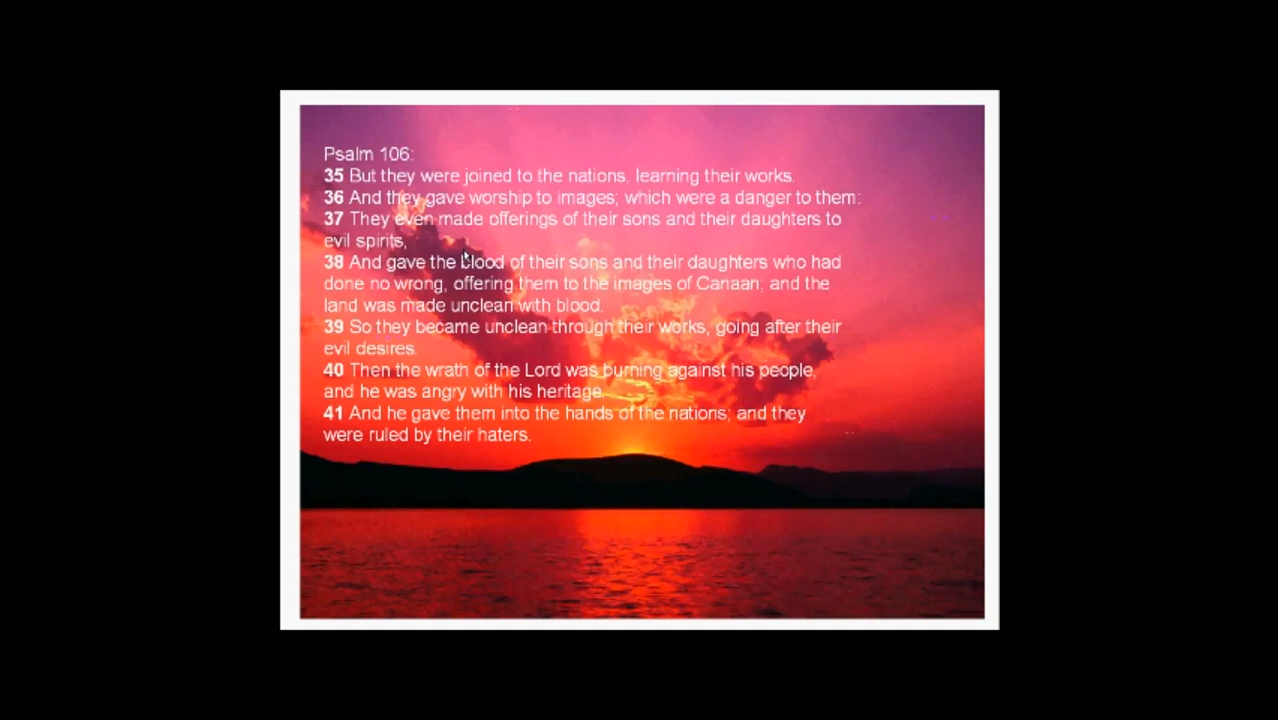 Psalm 106:
35 But they were joined to the nations, learning their works.
36 And they gave worship to images; which were a danger to them:
37 They even made offerings of their sons and their daughters to
evil spirits,
38 And gave the blood of their sons and their daughters who had
done no wrong, offering them to the images of Canaan; and the
land was made unclean with blood.
39 So they became unclean through their works, going after their
evil desires.
40 Then the wrath of the Lord was burning against his people,
and he was angry with his heritage.
41 And he gave them into the hands of the nations; and they
were ruled by their haters.